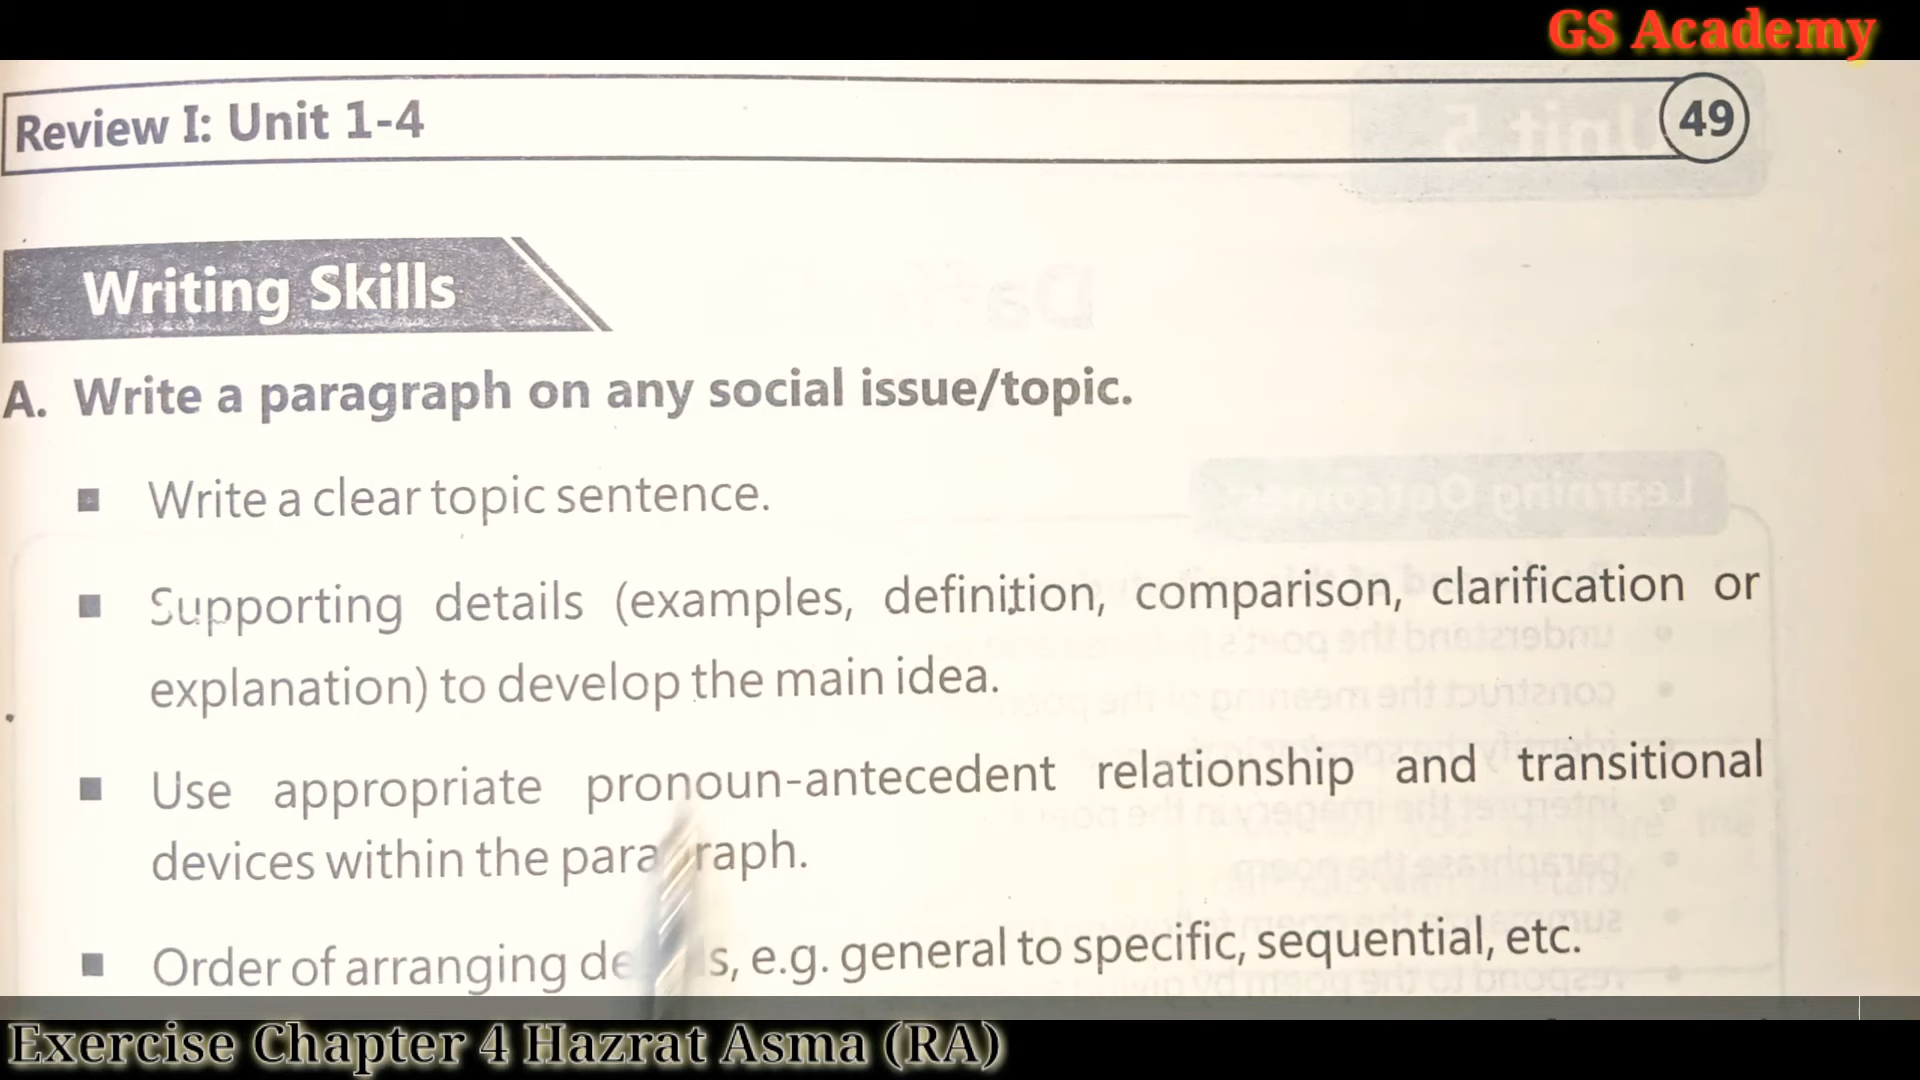 GS Academy
Review I: Unit 1-4
49
Writing Skills
A. Write a paragraph on any social issue/topic.
■ Write a clear topic sentence.
■ Supporting details (examples, definition, comparison, clarification or
explanation) to develop the main idea.
■ Use appropriate pronoun-antecedent relationship and transitional
devices within the paragraph.
■ Order of arranging details, e.g. general to specific, sequential, etc.
Exercise Chapter 4 Hazrat Asma (RA)